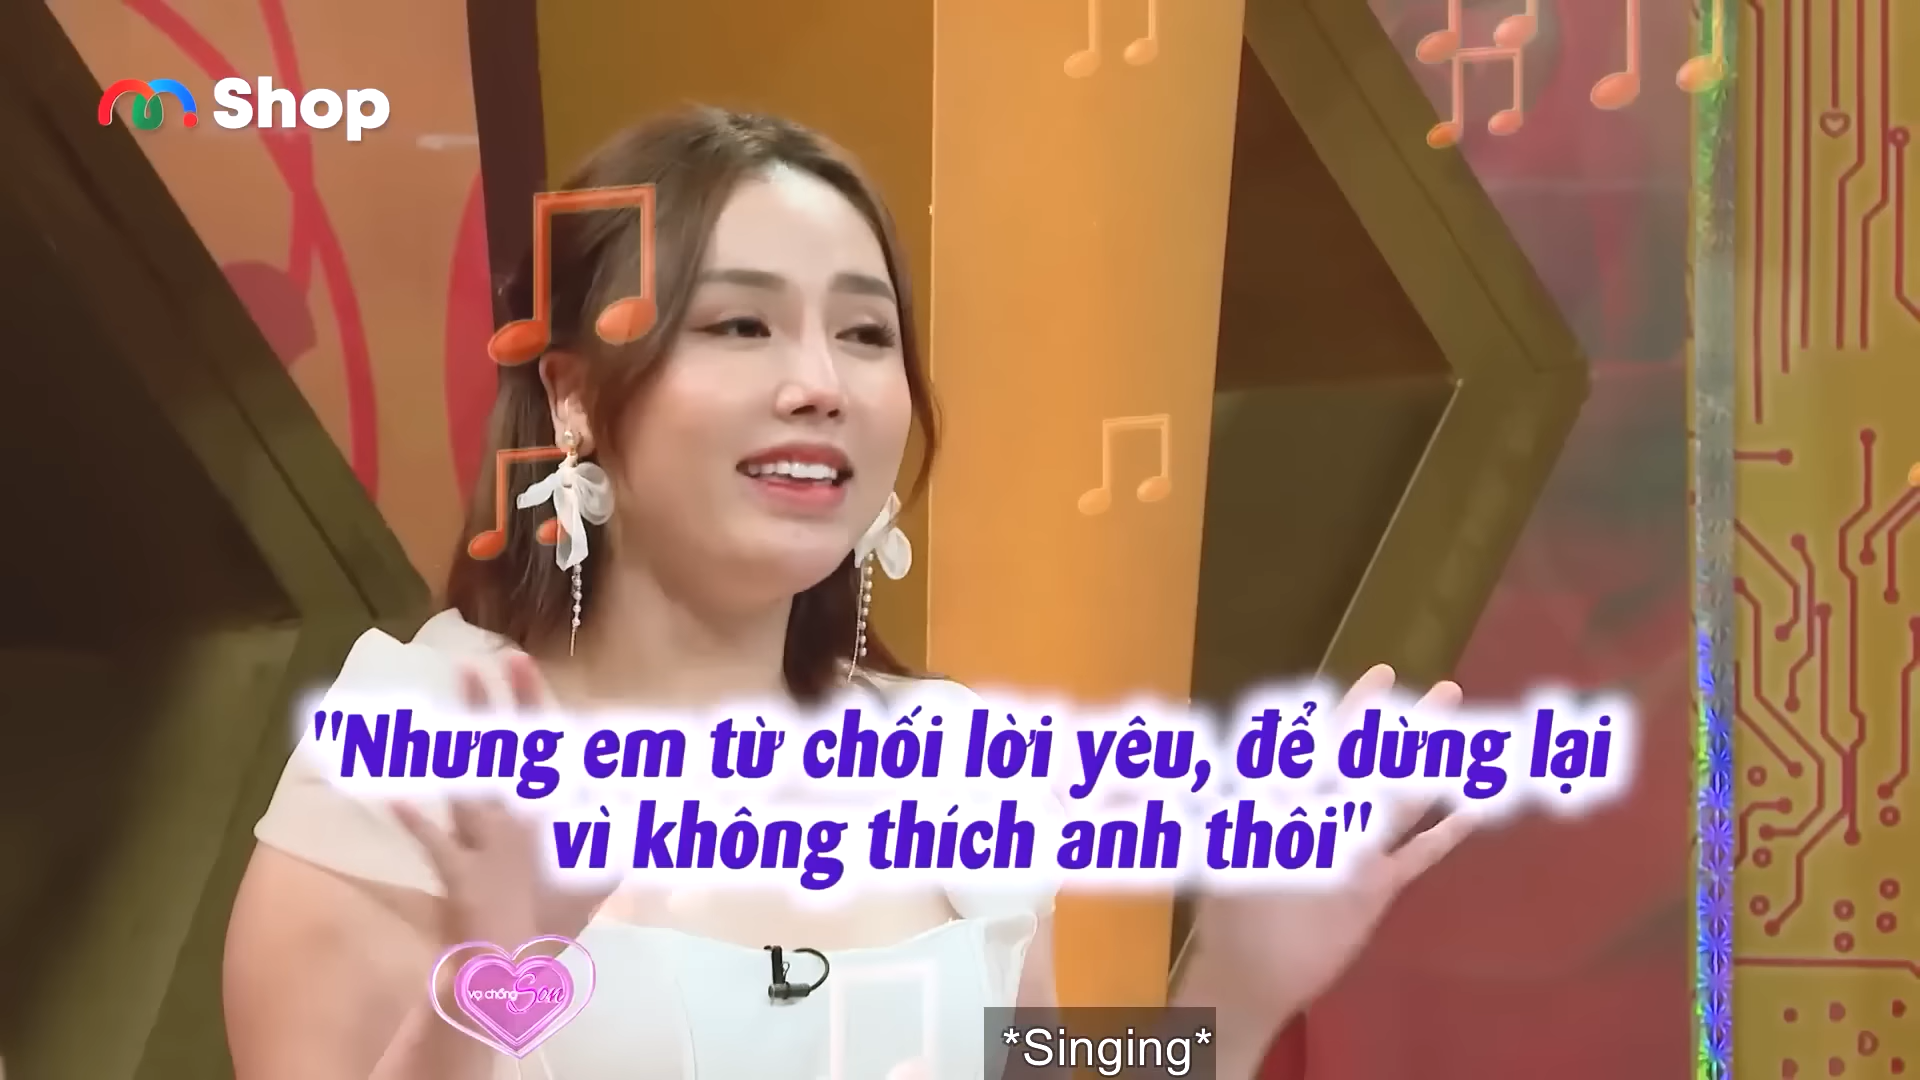 Shop
"Nhưng em từ chối lời yêu, để dừng lại
vì không thích anh thôi"
vợ chồng Son
*Singing*